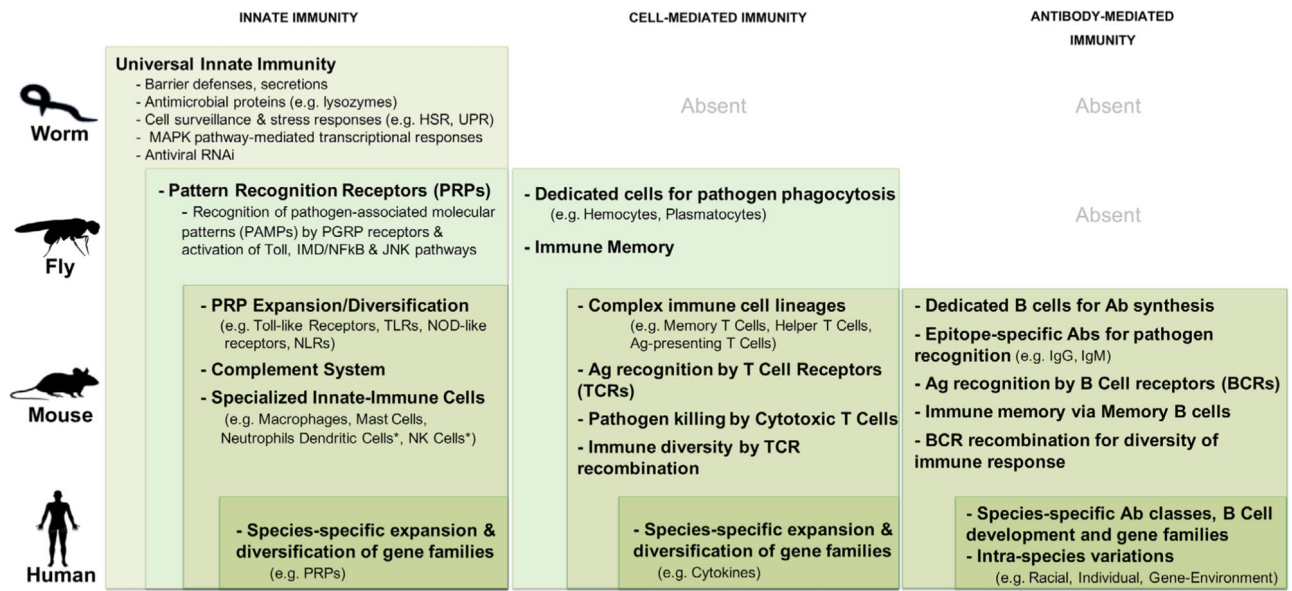 INNATE IMMUNITY
CELL-MEDIATED IMMUNITY
ANTIBODY-MEDIATED
IMMUNITY
Worm
Universal Innate Immunity
- Barrier defenses, secretions
- Antimicrobial proteins (e.g. lysozymes)
- Cell surveillance & stress responses (e.g. HSR, UPR)
- MAPK pathway-mediated transcriptional responses
- Antiviral RNAi
Absent
Absent
Fly
- Pattern Recognition Receptors (PRPs)
- Recognition of pathogen-associated molecular
patterns (PAMPs) by PGRP receptors &
activation of Toll, IMD/NFkB & JNK pathways
- Dedicated cells for pathogen phagocytosis
(e.g. Hemocytes, Plasmatocytes)
- Immune Memory
Absent
Mouse
- PRP Expansion/Diversification
(e.g. Toll-like Receptors, TLRs, NOD-like
receptors, NLRs)
- Complement System
- Specialized Innate-Immune Cells
(e.g. Macrophages, Mast Cells,
Neutrophils Dendritic Cells*, NK Cells*)
- Complex immune cell lineages
(e.g. Memory T Cells, Helper T Cells,
Ag-presenting T Cells)
- Ag recognition by T Cell Receptors
(TCRs)
- Pathogen killing by Cytotoxic T Cells
- Immune diversity by TCR
recombination
- Dedicated B cells for Ab synthesis
- Epitope-specific Abs for pathogen
recognition (e.g. IgG, IgM)
- Ag recognition by B Cell receptors (BCRs)
- Immune memory via Memory B cells
- BCR recombination for diversity of
immune response
Human
- Species-specific expansion &
diversification of gene families
(e.g. PRPs)
- Species-specific expansion &
diversification of gene families
(e.g. Cytokines)
- Species-specific Ab classes, B Cell
development and gene families
- Intra-species variations
(e.g. Racial, Individual, Gene-Environment)